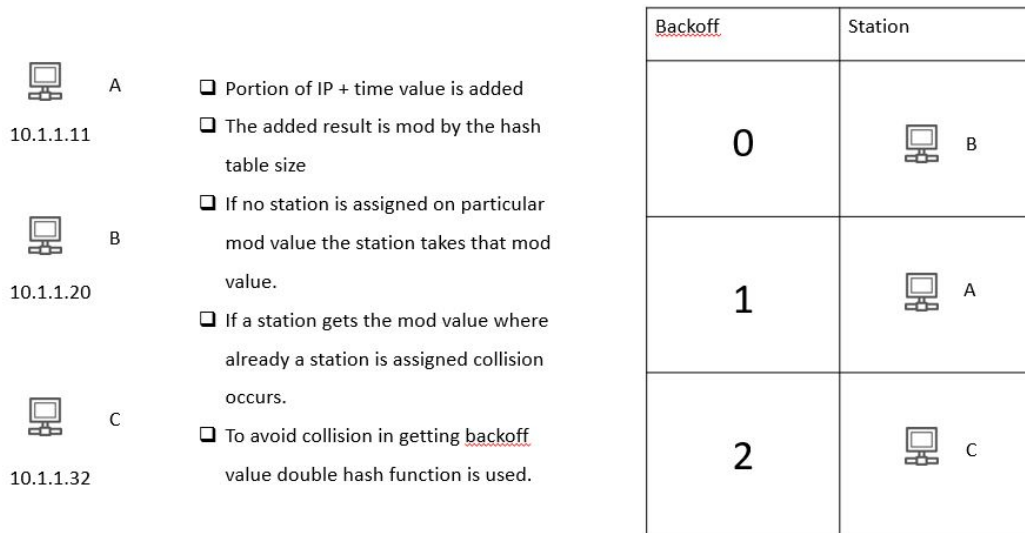 A
10.1.1.11
B
10.1.1.20
C
10.1.1.32
Portion of IP + time value is added
The added result is mod by the hash
table size
If no station is assigned on particular
mod value the station takes that mod
value.
If a station gets the mod value where
already a station is assigned collision
occurs.
To avoid collision in getting backoff
value double hash function is used.
Backoff Station
0 B
1 A
2 C